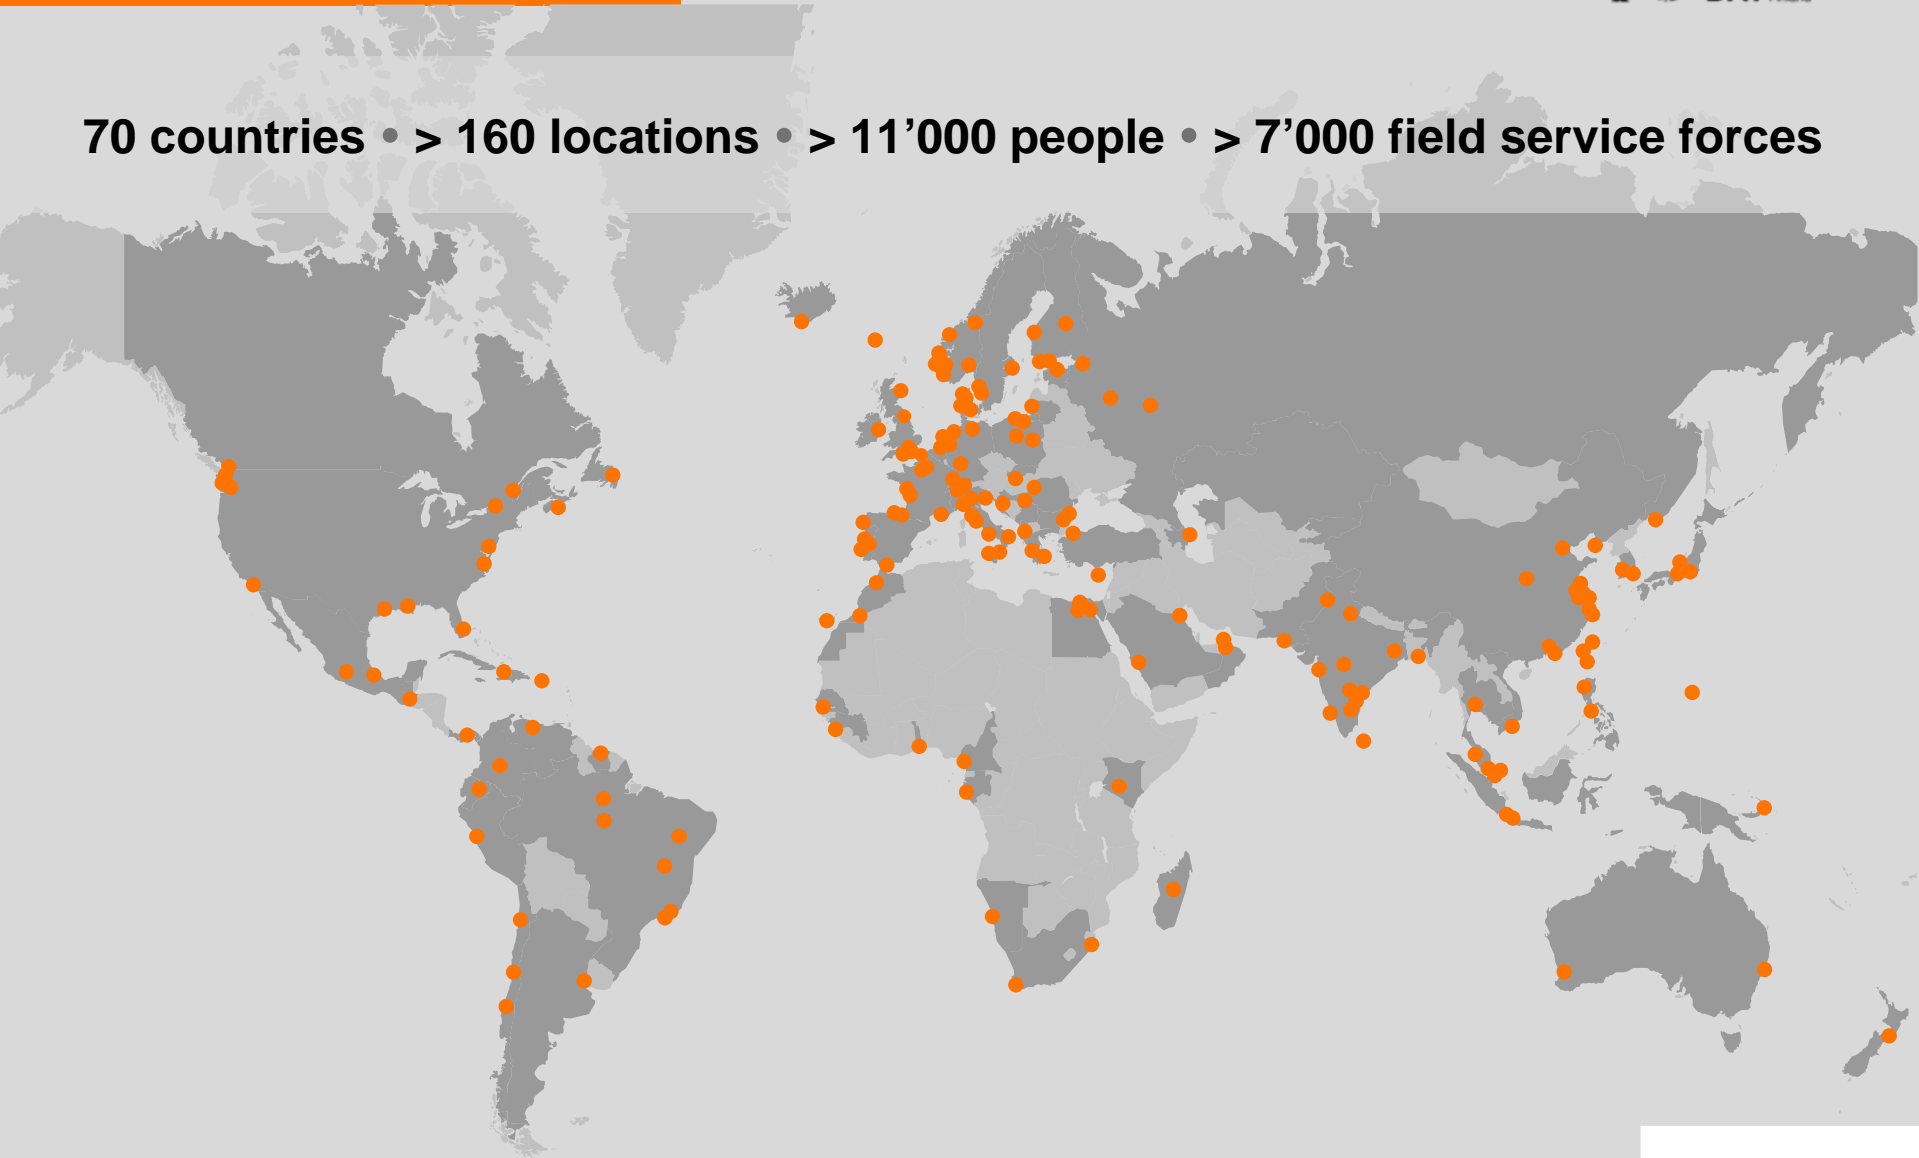 70 countries • > 160 locations • > 11’000 people • > 7’000 field service forces